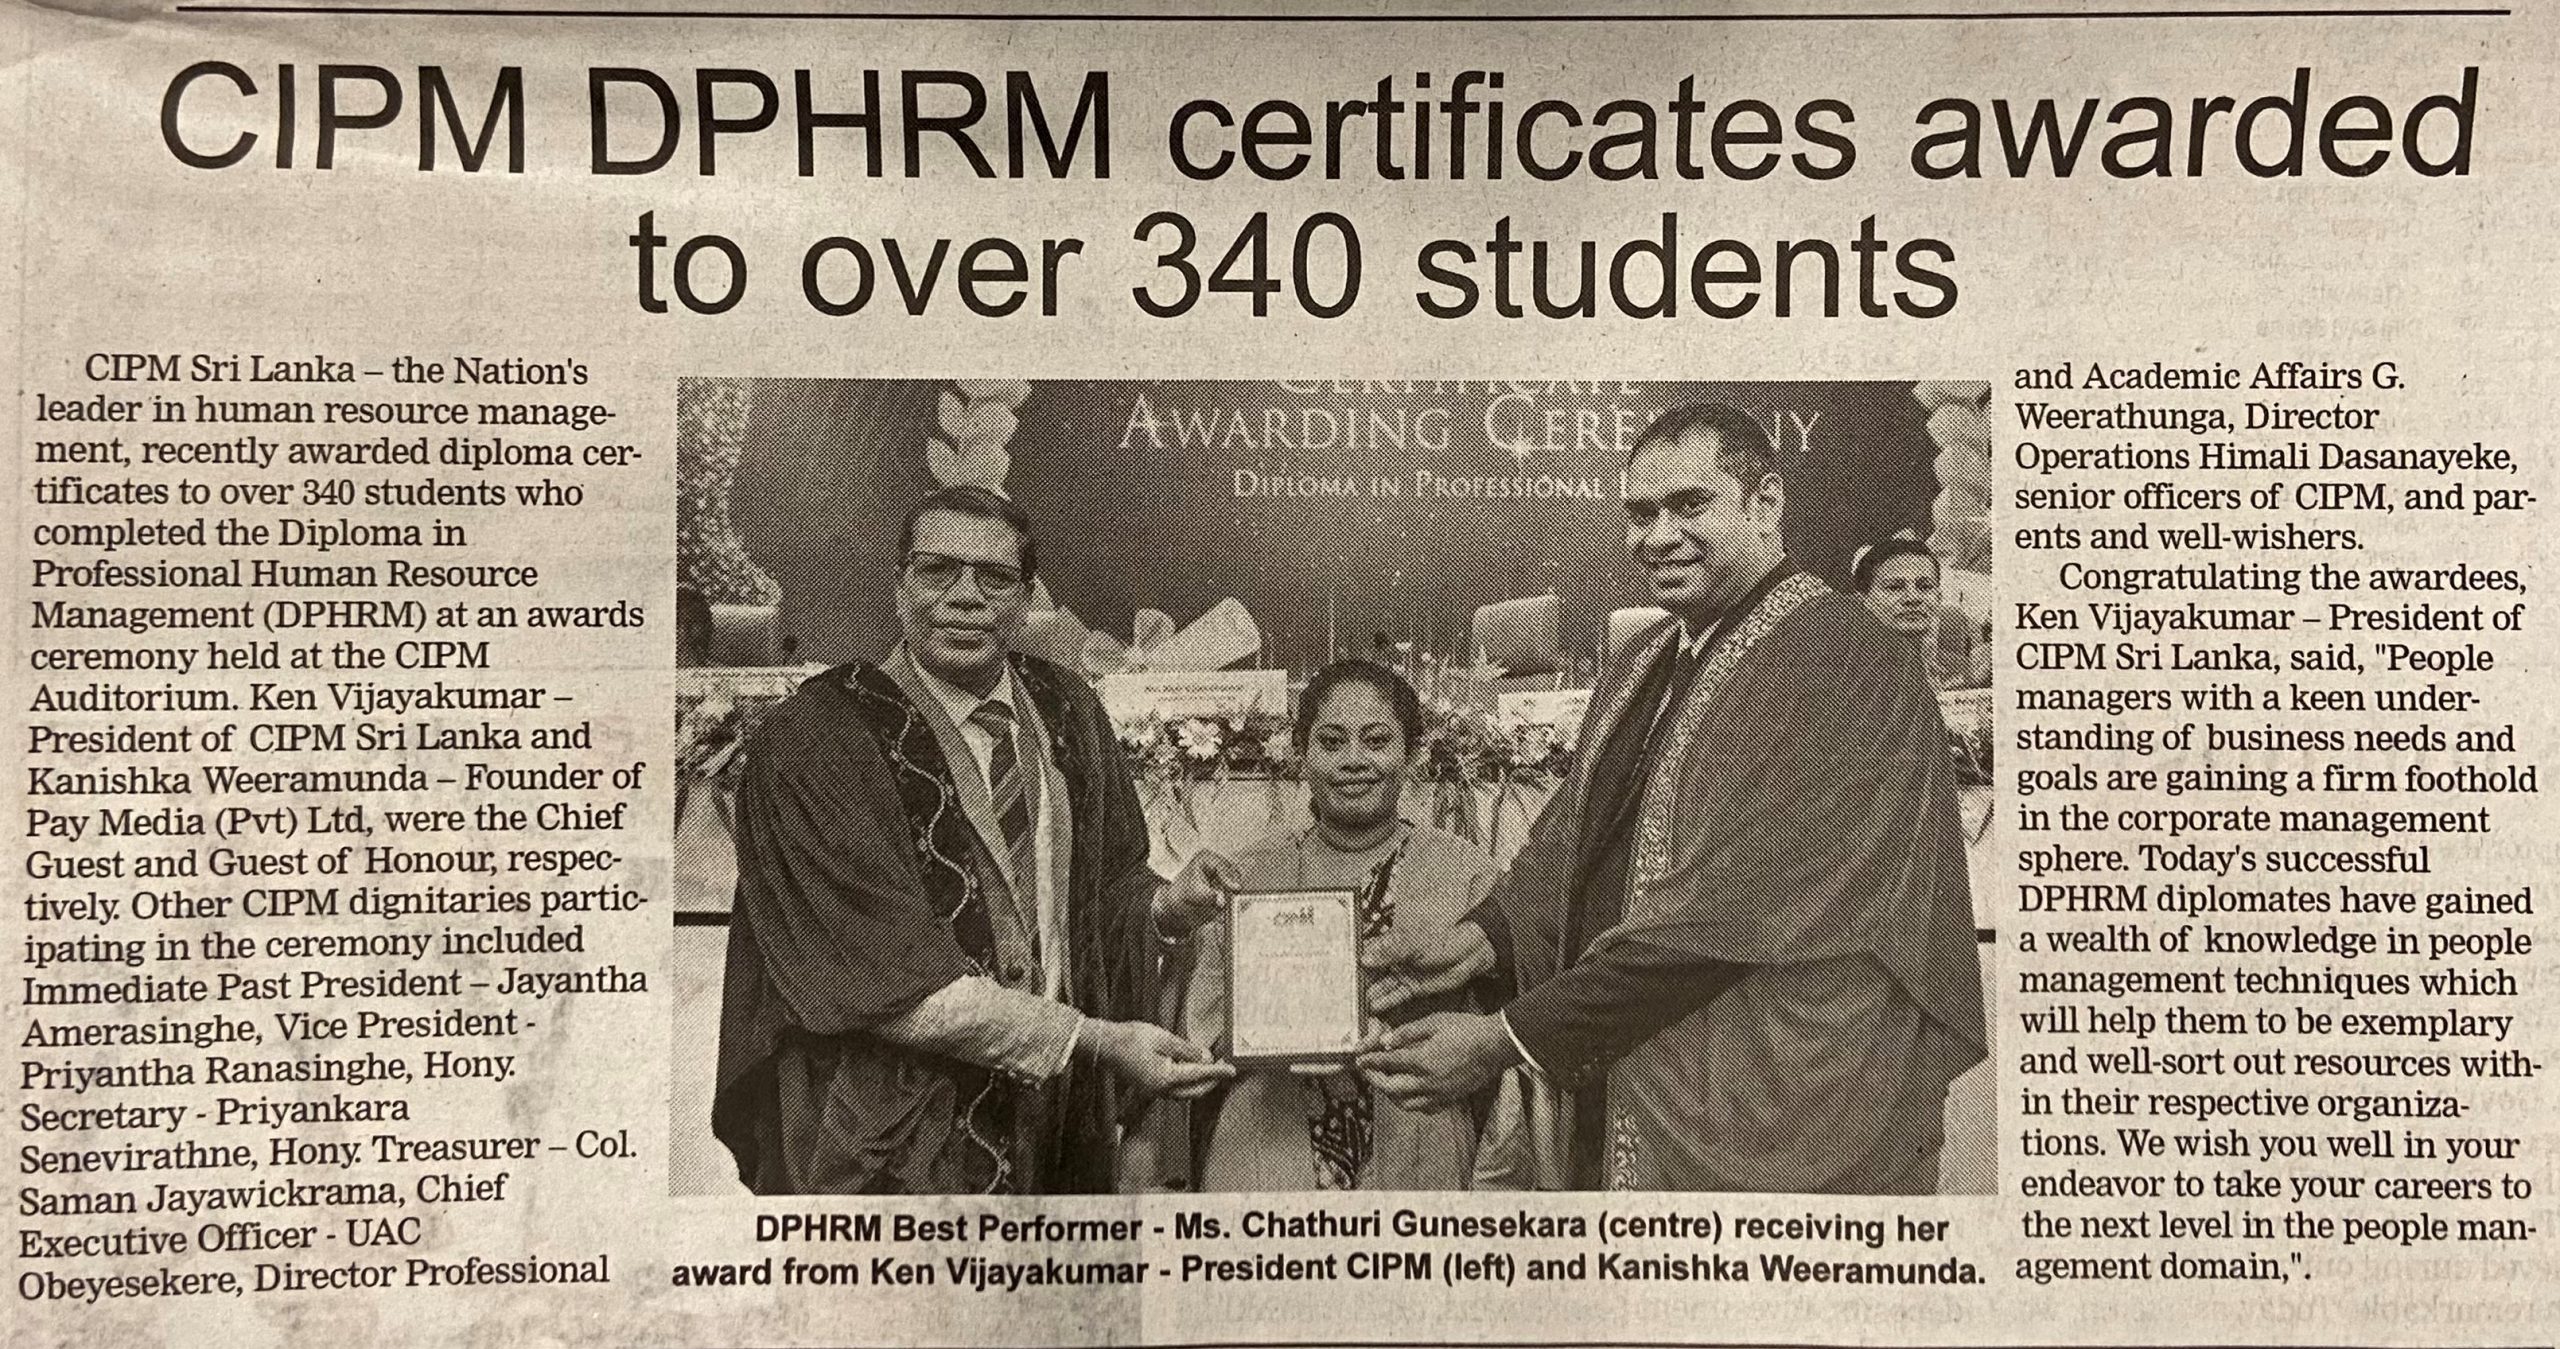 CIPM DPHRM certificates awarded
to over 340 students
CIPM Sri Lanka – the Nation's
leader in human resource manage-
ment, recently awarded diploma cer-
tificates to over 340 students who
completed the Diploma in
Professional Human Resource
Management (DPHRM) at an awards
ceremony held at the CIPM
Auditorium. Ken Vijayakumar –
President of CIPM Sri Lanka and
Kanishka Weeramunda – Founder of
Pay Media (Pvt) Ltd, were the Chief
Guest and Guest of Honour, respec-
tively. Other CIPM dignitaries partic-
ipating in the ceremony included
Immediate Past President – Jayantha
Amerasinghe, Vice President -
Priyantha Ranasinghe, Hony.
Secretary - Priyankara
Senevirathne, Hony. Treasurer – Col.
Saman Jayawickrama, Chief
Executive Officer - UAC
Obeyesekere, Director Professional
AWARDING CERE NY
DIPLOMA IN PROFESSIONAL
CIPM
DPHRM Best Performer - Ms. Chathuri Gunesekara (centre) receiving her
award from Ken Vijayakumar - President CIPM (left) and Kanishka Weeramunda.
and Academic Affairs G.
Weerathunga, Director
Operations Himali Dasanayeke,
senior officers of CIPM, and par-
ents and well-wishers.
Congratulating the awardees,
Ken Vijayakumar – President of
CIPM Sri Lanka, said, "People
managers with a keen under-
standing of business needs and
goals are gaining a firm foothold
in the corporate management
sphere. Today's successful
DPHRM diplomates have gained
a wealth of knowledge in people
management techniques which
will help them to be exemplary
and well-sort out resources with-
in their respective organiza-
tions. We wish you well in your
endeavor to take your careers to
the next level in the people man-
agement domain,".